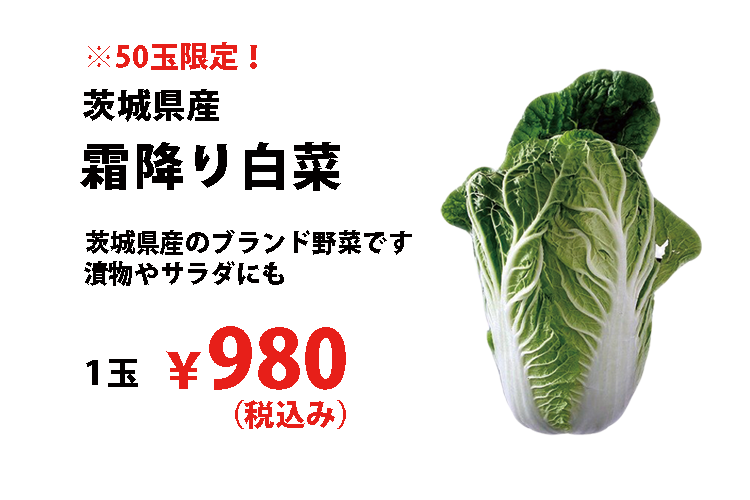 ※50玉限定！
茨城県産
霜降り白菜
茨城県産のブランド野菜です
漬物やサラダにも
1玉 ¥980
(税込み)